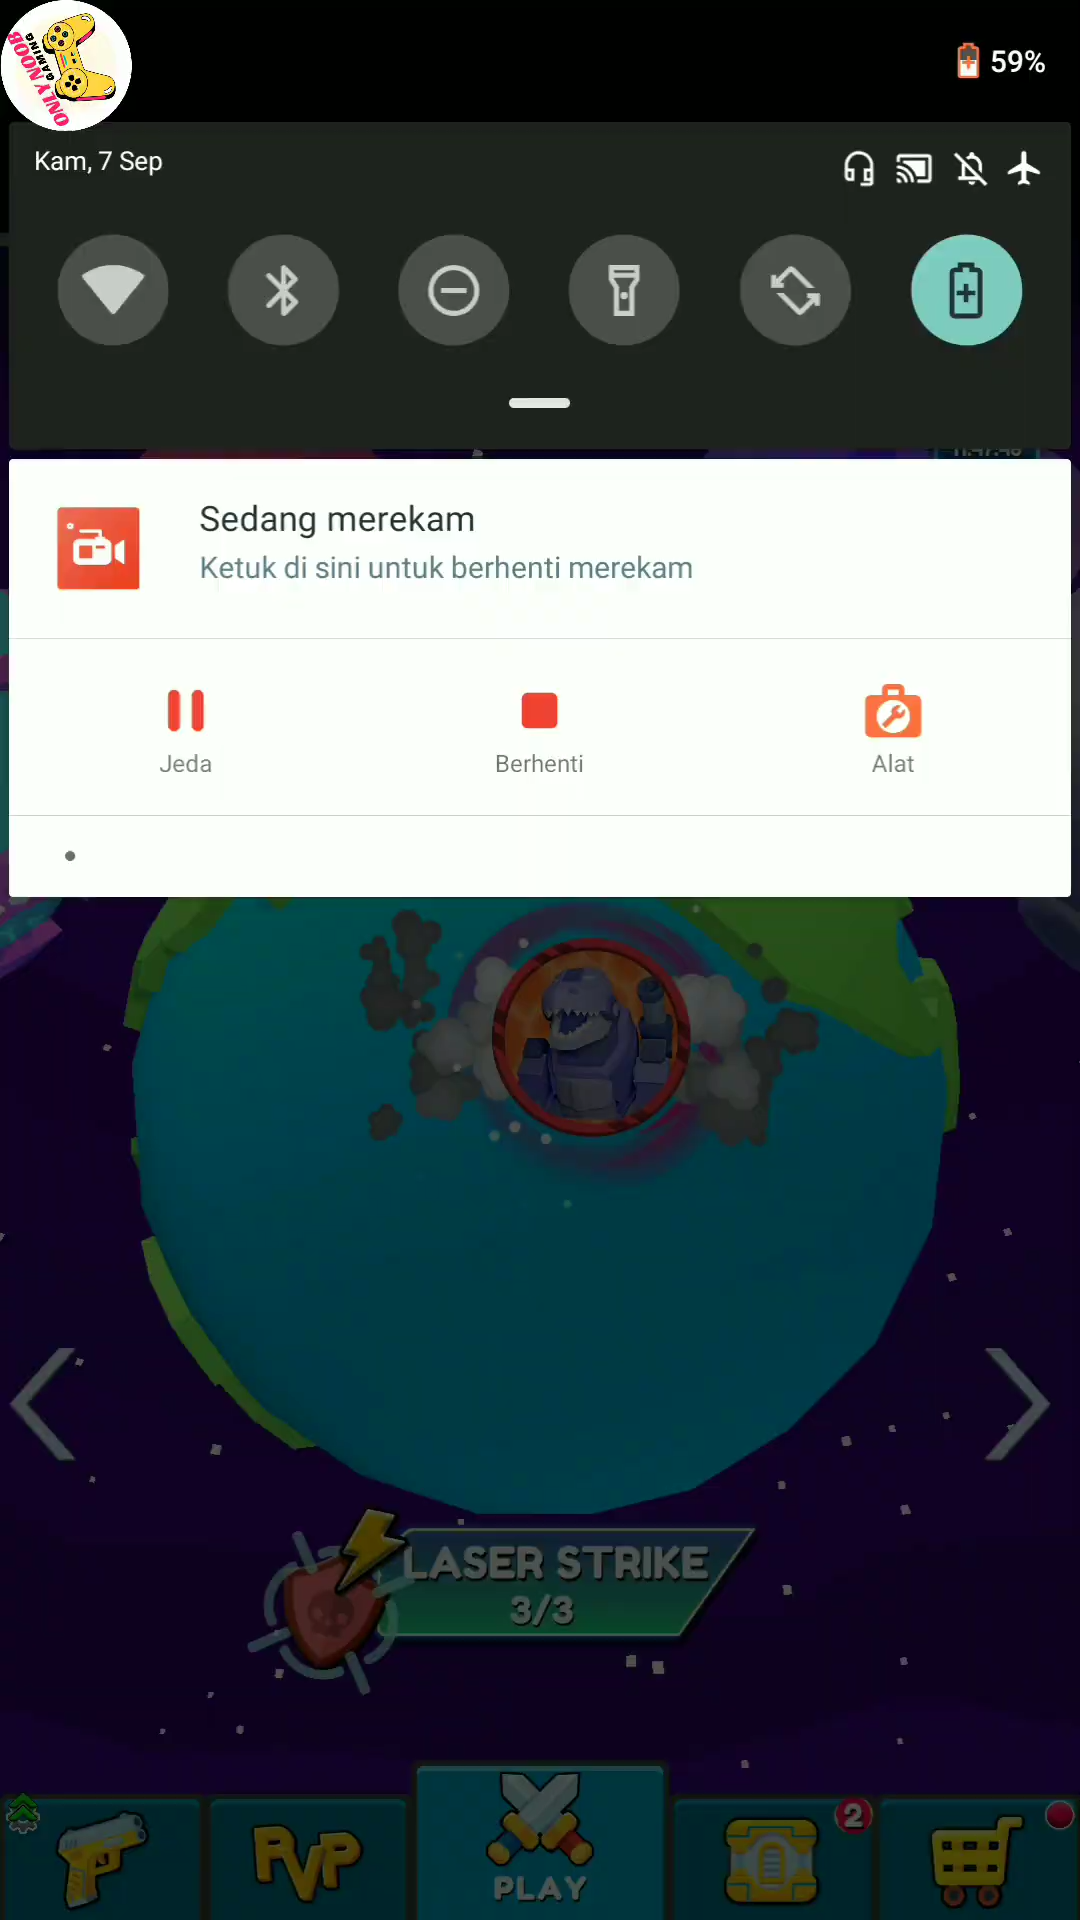 ONLY NOOB
GAMING
59%
Kam, 7 Sep
Sedang merekam
Ketuk di sini untuk berhenti merekam
Jeda
Berhenti
Alat
LASER STRIKE
3/3
PVP
PLAY
2